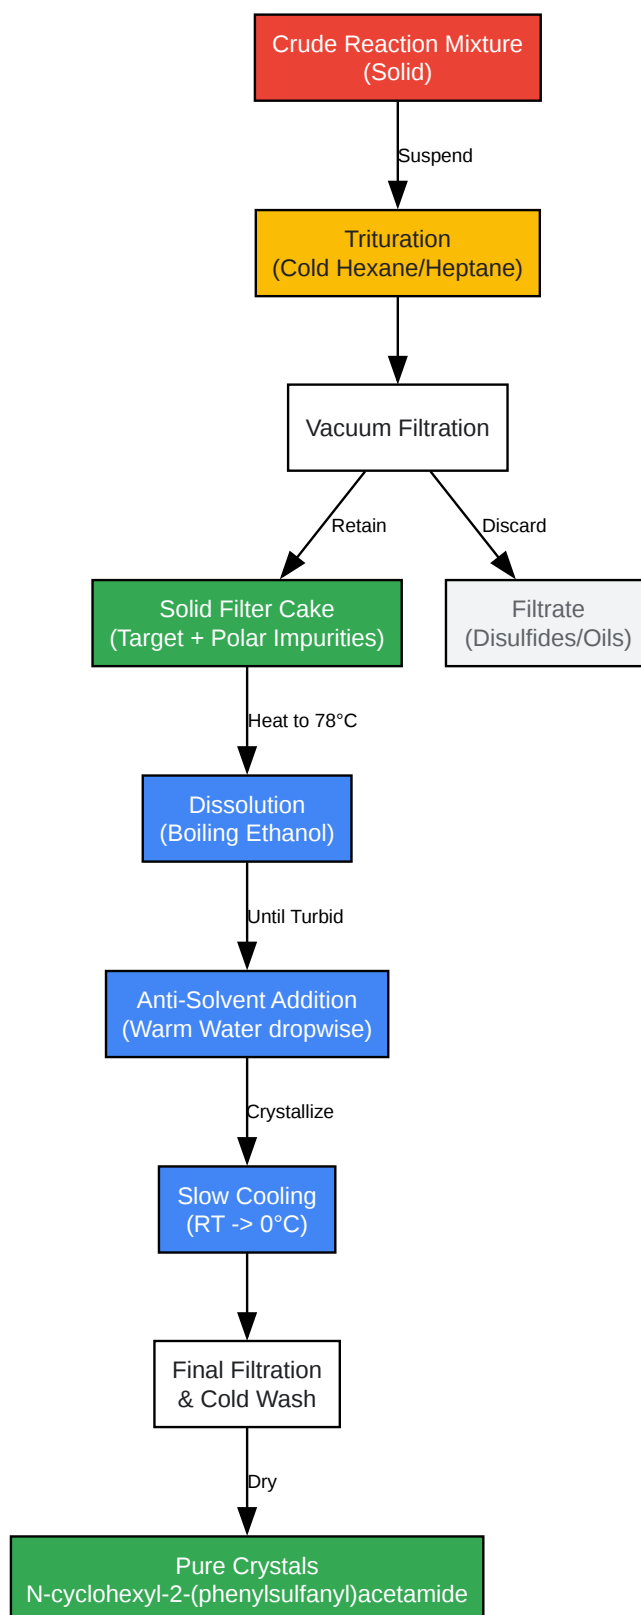 Crude Reaction Mixture
(Solid)
Suspend
Trituration
(Cold Hexane/Heptane)
Vacuum Filtration
Retain
Discard
Solid Filter Cake
(Target + Polar Impurities)
Filtrate
(Disulfides/Oils)
Heat to 78°C
Dissolution
(Boiling Ethanol)
Until Turbid
Anti-Solvent Addition
(Warm Water dropwise)
Crystallize
Slow Cooling
(RT -> 0°C)
Final Filtration
& Cold Wash
Dry
Pure Crystals
N-cyclohexyl-2-(phenylsulfanyl)acetamide